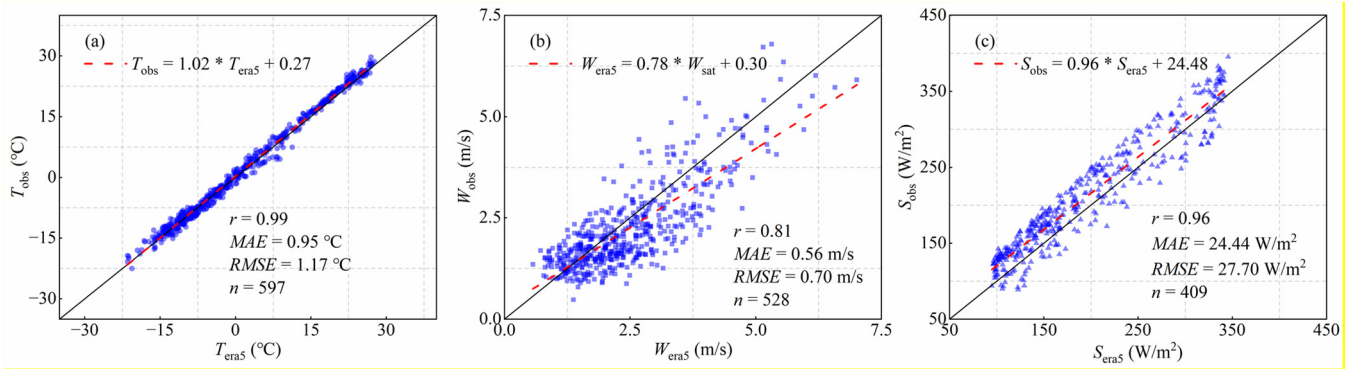 (a)
T_obs = 1.02 * T_era5 + 0.27
30
15
0
−15
−30
T_obs (℃)
r = 0.99
MAE = 0.95 ℃
RMSE = 1.17 ℃
n = 597
−30 −15 0 15 30
T_era5 (℃)
(b)
W_era5 = 0.78 * W_sat + 0.30
7.5
5.0
2.5
0.0
W_obs (m/s)
r = 0.81
MAE = 0.56 m/s
RMSE = 0.70 m/s
n = 528
0.0 2.5 5.0 7.5
W_era5 (m/s)
(c)
S_obs = 0.96 * S_era5 + 24.48
450
350
250
150
50
S_obs (W/m²)
r = 0.96
MAE = 24.44 W/m²
RMSE = 27.70 W/m²
n = 409
50 150 250 350 450
S_era5 (W/m²)